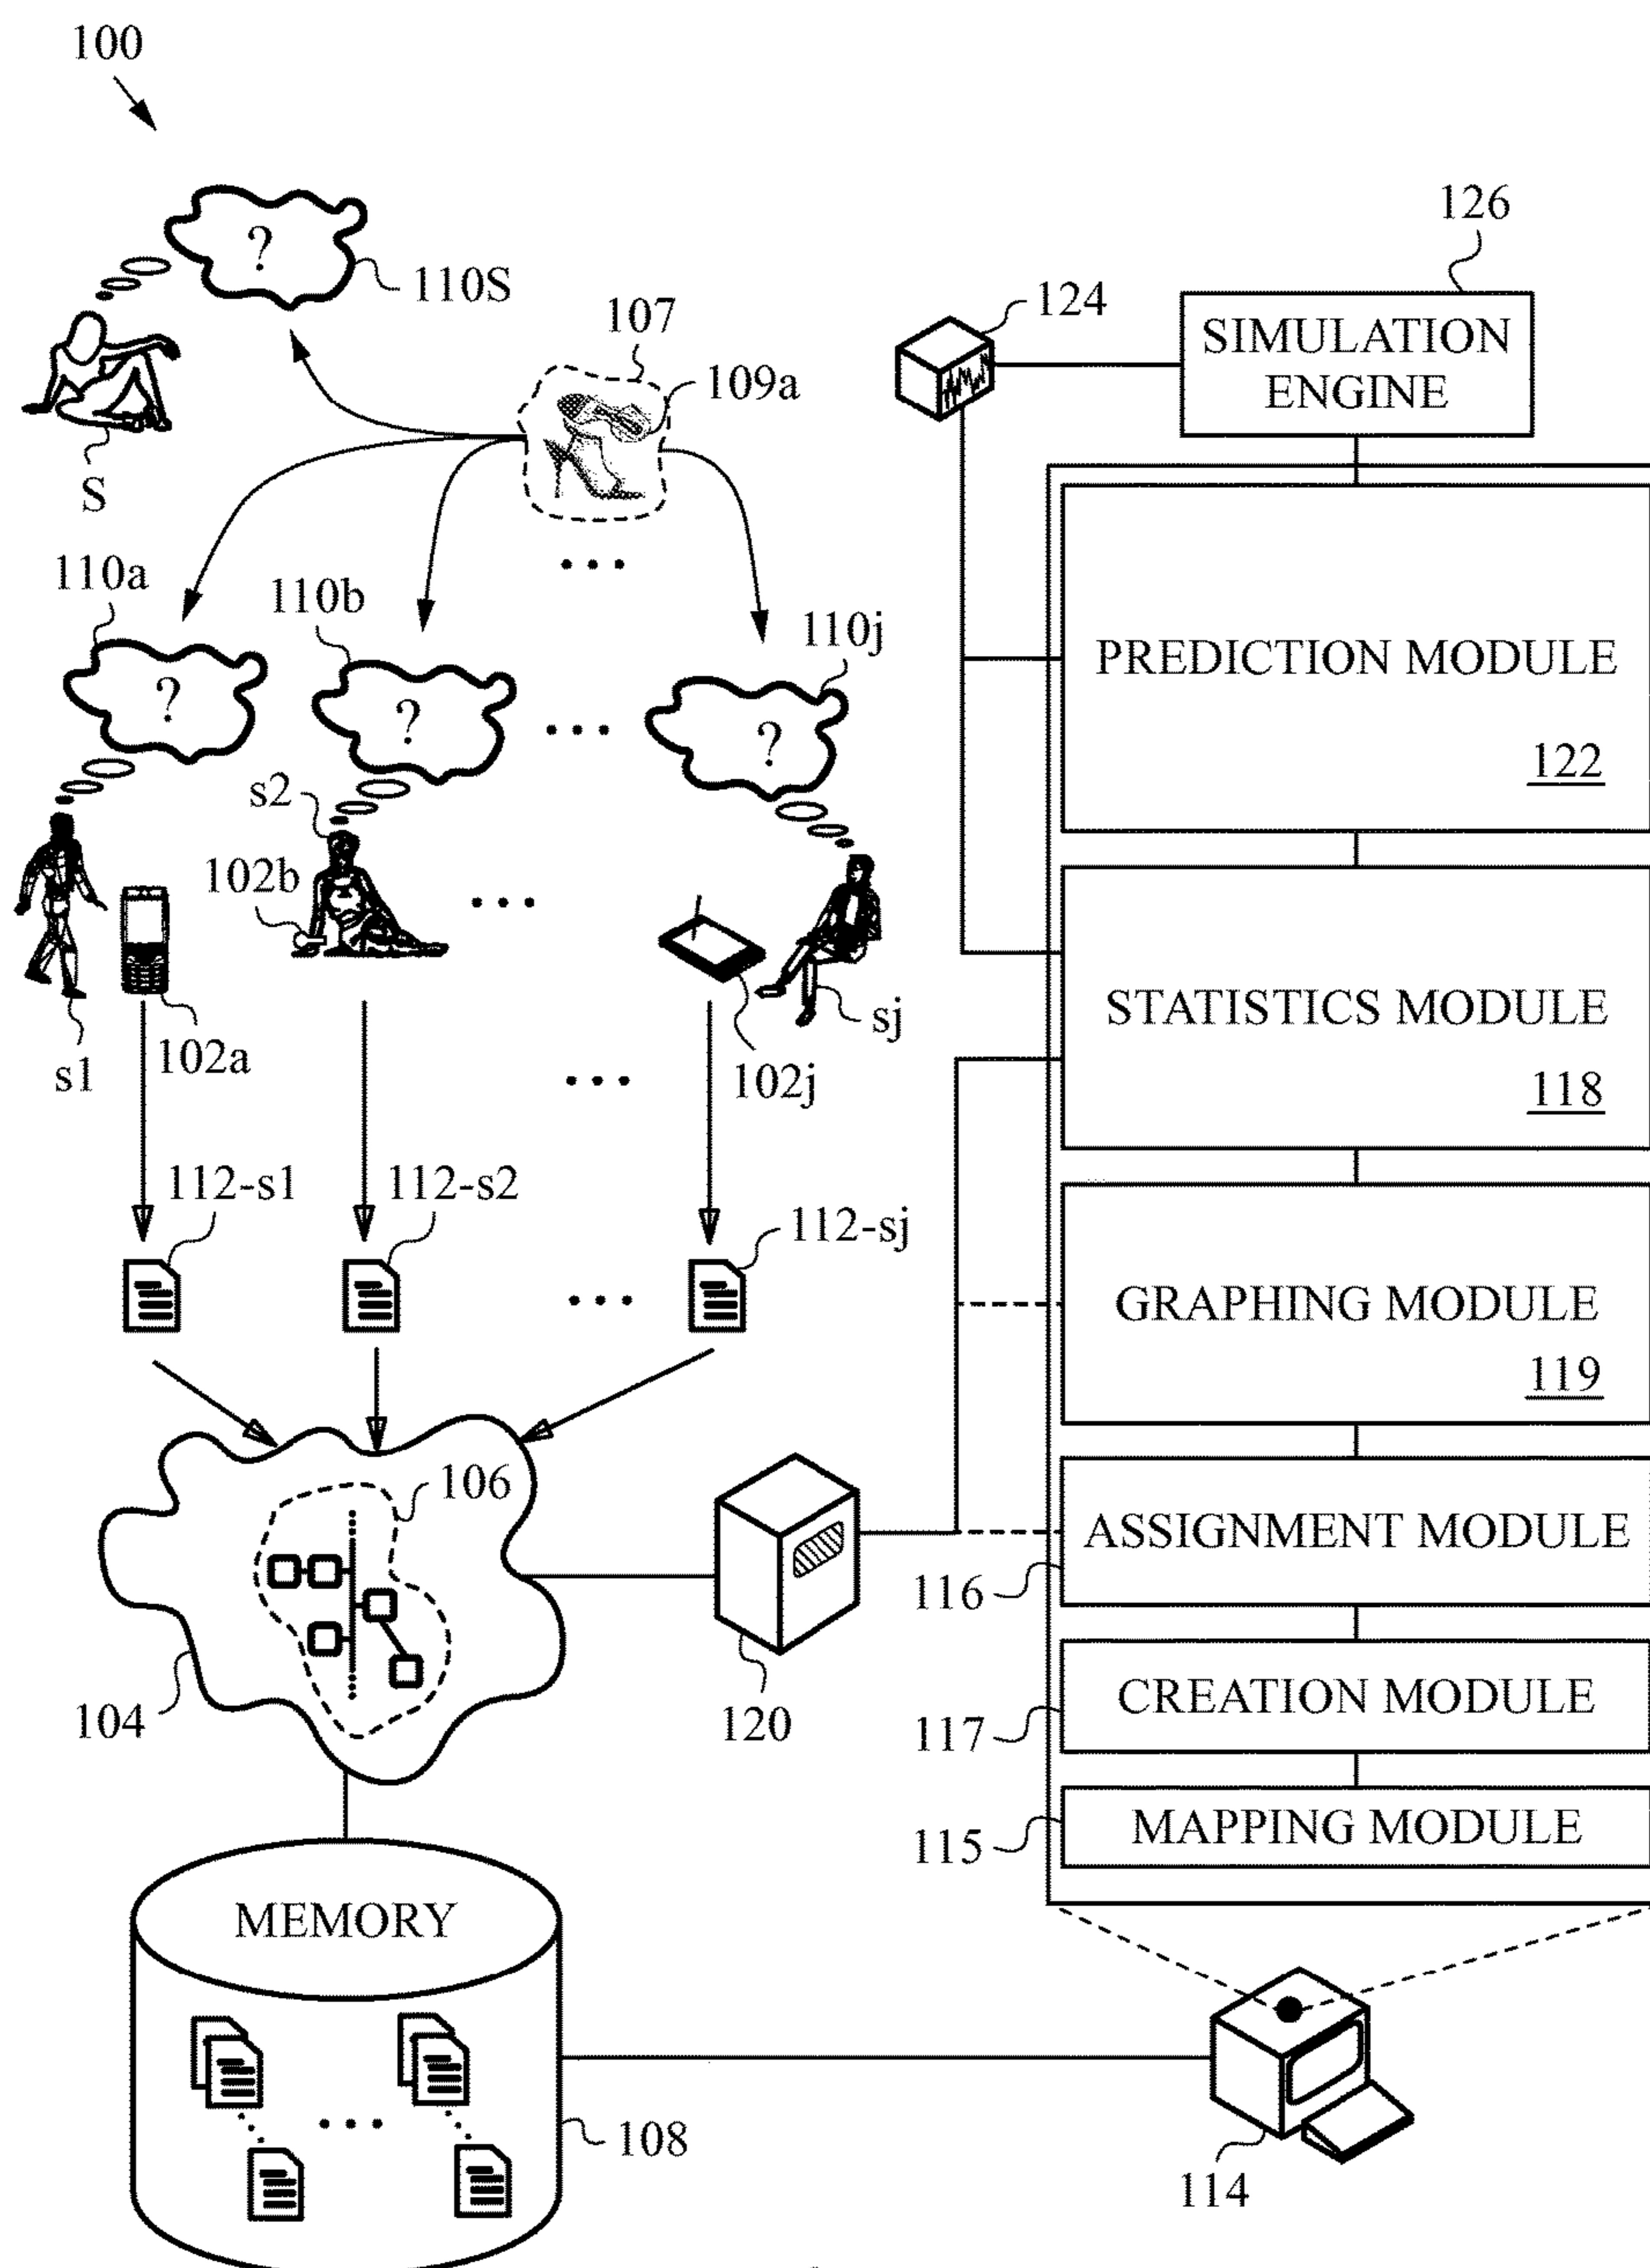 100
?
110S
S
107
109a
126
124
SIMULATION
ENGINE
110a
?
110b
?
110j
?
PREDICTION MODULE
122
s1
102a
s2
102b
102j
sj
STATISTICS MODULE
118
112-s1
112-s2
112-sj
GRAPHING MODULE
119
106
104
120
ASSIGNMENT MODULE
116
CREATION MODULE
117
MAPPING MODULE
115
MEMORY
108
114